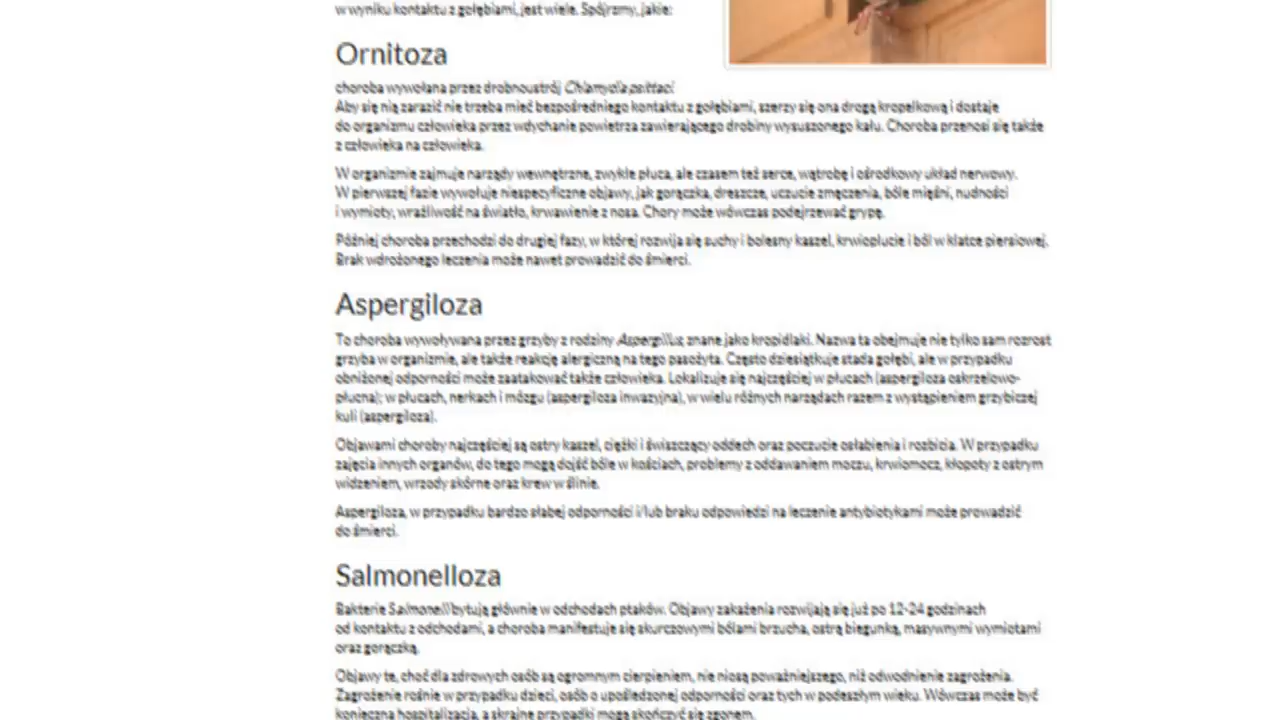 w wyniku kontaktu z gołębiami, jest wiele. Spójrzmy, jakie:
Ornitoza
choroba wywołana przez drobnoustrój Chlamydia psittaci
Aby się nią zarazić nie trzeba mieć bezpośredniego kontaktu z gołębiami, szerzy się ona drogą kropelkową i dostaje
do organizmu człowieka przez wdychanie powietrza zawierającego drobiny wysuszonego kału. Choroba przenosi się także
z człowieka na człowieka.
W organizmie zajmuje narządy wewnętrzne, zwykle płuca, ale czasem też serce, wątrobę i ośrodkowy układ nerwowy.
W pierwszej fazie wywołuje niespecyficzne objawy, jak gorączka, dreszcze, uczucie zmęczenia, bóle mięśni, nudności
i wymioty, wrażliwość na światło, krwawienie z nosa. Chory może wówczas podejrzewać grypę.
Później choroba przechodzi do drugiej fazy, w której rozwija się suchy i bolesny kaszel, krwioplucie i ból w klatce piersiowej.
Brak wdrożonego leczenia może nawet prowadzić do śmierci.
Aspergiloza
To choroba wywoływana przez grzyby z rodziny Aspergillus, znane jako kropidlaki. Nazwa ta obejmuje nie tylko sam rozrost
grzyba w organizmie, ale także reakcję alergiczną na tego pasożyta. Często dziesiątkuje stada gołębi, ale w przypadku
obniżonej odporności może zaatakować także człowieka. Lokalizuje się najczęściej w płucach (aspergiloza oskrzelowo-
płucna); w płucach, nerkach i mózgu (aspergiloza inwazyjna), w wielu różnych narządach razem z wystąpieniem grzybiczej
kuli (aspergiloza).
Objawami choroby najczęściej są ostry kaszel, ciężki i świszczący oddech oraz poczucie osłabienia i rozbicia. W przypadku
zajęcia innych organów, do tego mogą dojść bóle w kościach, problemy z oddawaniem moczu, krwiomocz, kłopoty z ostrym
widzeniem, wrzody skórne oraz krew w ślinie.
Aspergiloza, w przypadku bardzo słabej odporności i/lub braku odpowiedzi na leczenie antybiotykami może prowadzić
do śmierci.
Salmonelloza
Bakterie Salmonelli bytują głównie w odchodach ptaków. Objawy zakażenia rozwijają się już po 12-24 godzinach
od kontaktu z odchodami, a choroba manifestuje się skurczowymi bólami brzucha, ostrą biegunką, masywnymi wymiotami
oraz gorączką.
Objawy te, choć dla zdrowych osób są ogromnym cierpieniem, nie niosą poważniejszego, niż odwodnienie zagrożenia.
Zagrożenie rośnie w przypadku dzieci, osób o upośledzonej odporności oraz tych w podeszłym wieku. Wówczas może być
konieczna hospitalizacja, a skrajne przypadki mogą skończyć się zgonem.